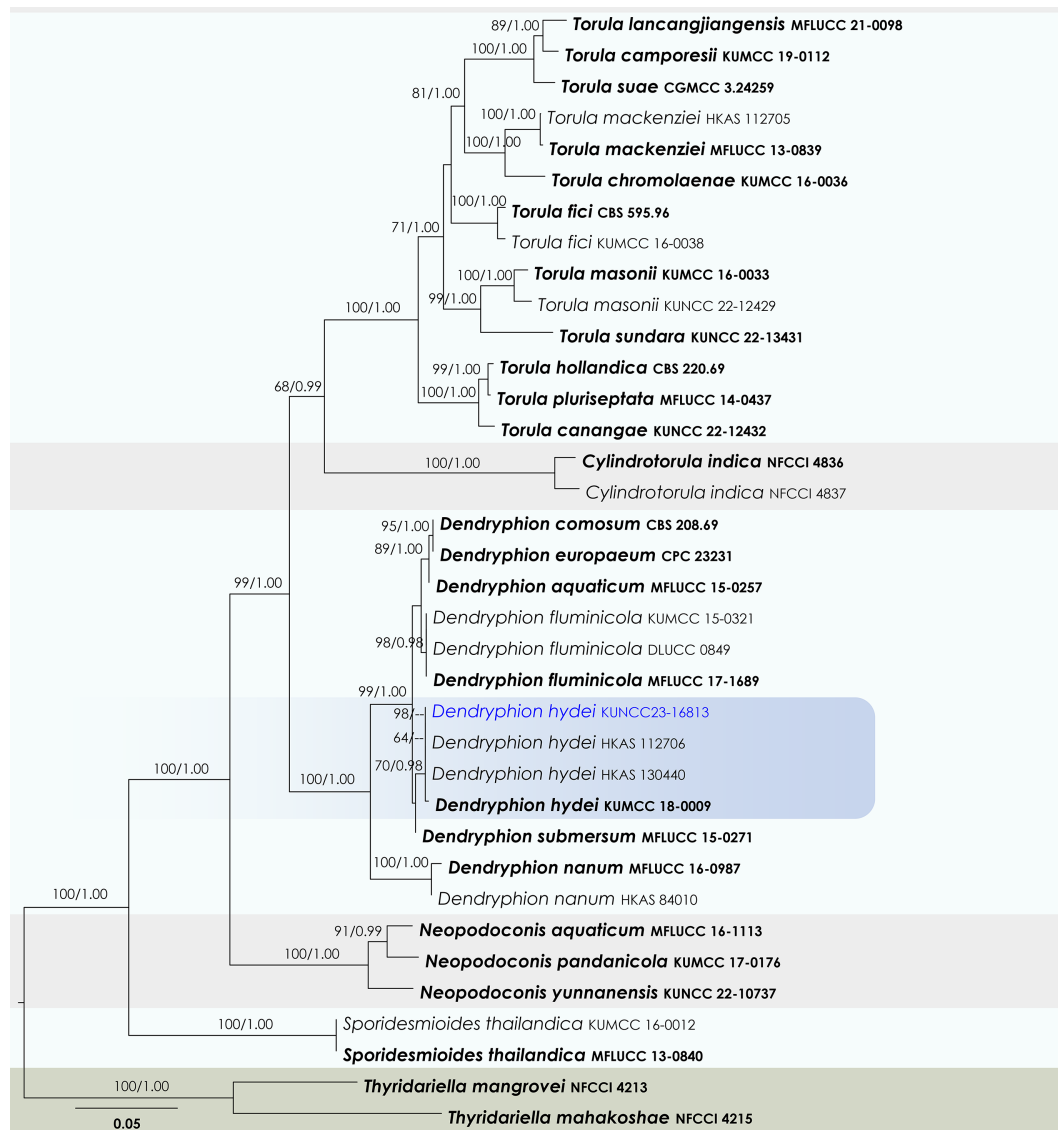 89/1.00 Torula lancangjiangensis MFLUCC 21-0098
100/1.00 Torula camporesii KUMCC 19-0112
Torula suae CGMCC 3.24259
81/1.00
100/1.00 Torula mackenziei HKAS 112705
100/1.00 Torula mackenziei MFLUCC 13-0839
Torula chromolaenae KUMCC 16-0036
100/1.00 Torula fici CBS 595.96
71/1.00 Torula fici KUMCC 16-0038
100/1.00 Torula masonii KUMCC 16-0033
99/1.00 Torula masonii KUNCC 22-12429
100/1.00 Torula sundara KUNCC 22-13431
99/1.00 Torula hollandica CBS 220.69
68/0.99 100/1.00 Torula pluriseptata MFLUCC 14-0437
Torula canangae KUNCC 22-12432
100/1.00 Cylindrotorula indica NFCCI 4836
Cylindrotorula indica NFCCI 4837
95/1.00 Dendryphion comosum CBS 208.69
89/1.00 Dendryphion europaeum CPC 23231
99/1.00 Dendryphion aquaticum MFLUCC 15-0257
Dendryphion fluminicola KUMCC 15-0321
98/0.98 Dendryphion fluminicola DLUCC 0849
99/1.00 Dendryphion fluminicola MFLUCC 17-1689
98/-- Dendryphion hydei KUNCC23-16813
64/-- Dendryphion hydei HKAS 112706
100/1.00 100/1.00 70/0.98 Dendryphion hydei HKAS 130440
Dendryphion hydei KUMCC 18-0009
Dendryphion submersum MFLUCC 15-0271
100/1.00 Dendryphion nanum MFLUCC 16-0987
100/1.00 Dendryphion nanum HKAS 84010
91/0.99 Neopodoconis aquaticum MFLUCC 16-1113
100/1.00 Neopodoconis pandanicola KUMCC 17-0176
Neopodoconis yunnanensis KUNCC 22-10737
100/1.00 Sporidesmioides thailandica KUMCC 16-0012
Sporidesmioides thailandica MFLUCC 13-0840
100/1.00 Thyridariella mangrovei NFCCI 4213
0.05 Thyridariella mahakoshae NFCCI 4215